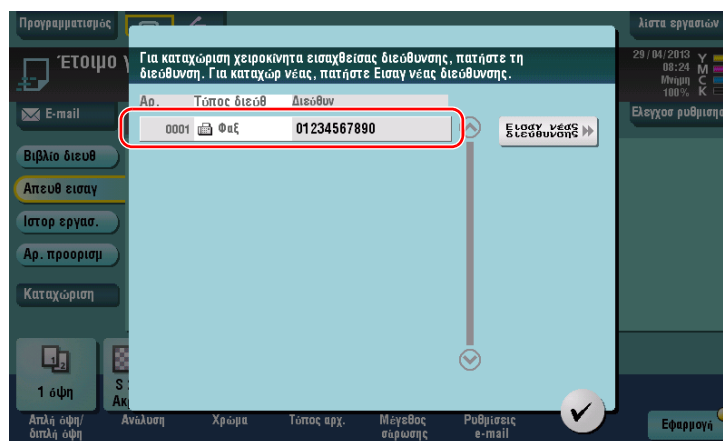 Προγραμματισμός
λίστα εργασιών
Έτοιμο
Για καταχώριση χειροκίνητα εισαχθείσας διεύθυνσης, πατήστε τη
διεύθυνση. Για καταχώρ νέας, πατήστε Εισαγ νέας διεύθυνσης.
29/04/2013
08:24
Μνήμη
100%
Y
M
C
K
E-mail
Αρ. Τύπος διεύθ Διεύθυν
Ελεγχος ρυθμιση
0001 Φαξ 01234567890
Εισαγ νέας
διεύθυνσης
Βιβλίο διευθ
Απευθ εισαγ
Ιστορ εργασ.
Αρ. προορισμ
Καταχώριση
1 όψη
Απλή όψη/
διπλή όψη
Ανάλυση
Χρώμα
Τύπος αρχ.
Μέγεθος
σάρωσης
Ρυθμίσεις
e-mail
Εφαρμογή